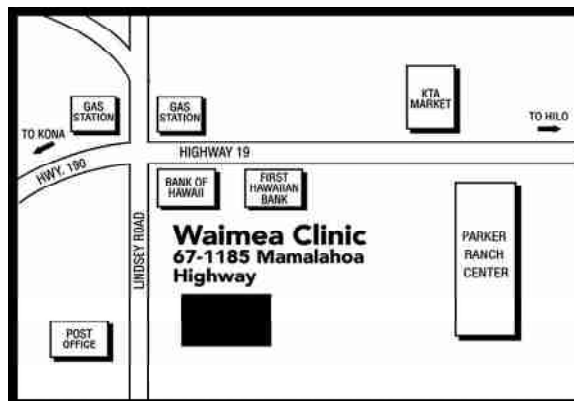 GAS
STATION
GAS
STATION
KTA
MARKET
TO KONA
TO HILO
HIGHWAY 19
HWY. 190
BANK OF
HAWAII
FIRST
HAWAIIAN
BANK
LINDSEY ROAD
Waimea Clinic
67-1185 Mamalahoa
Highway
PARKER
RANCH
CENTER
POST
OFFICE